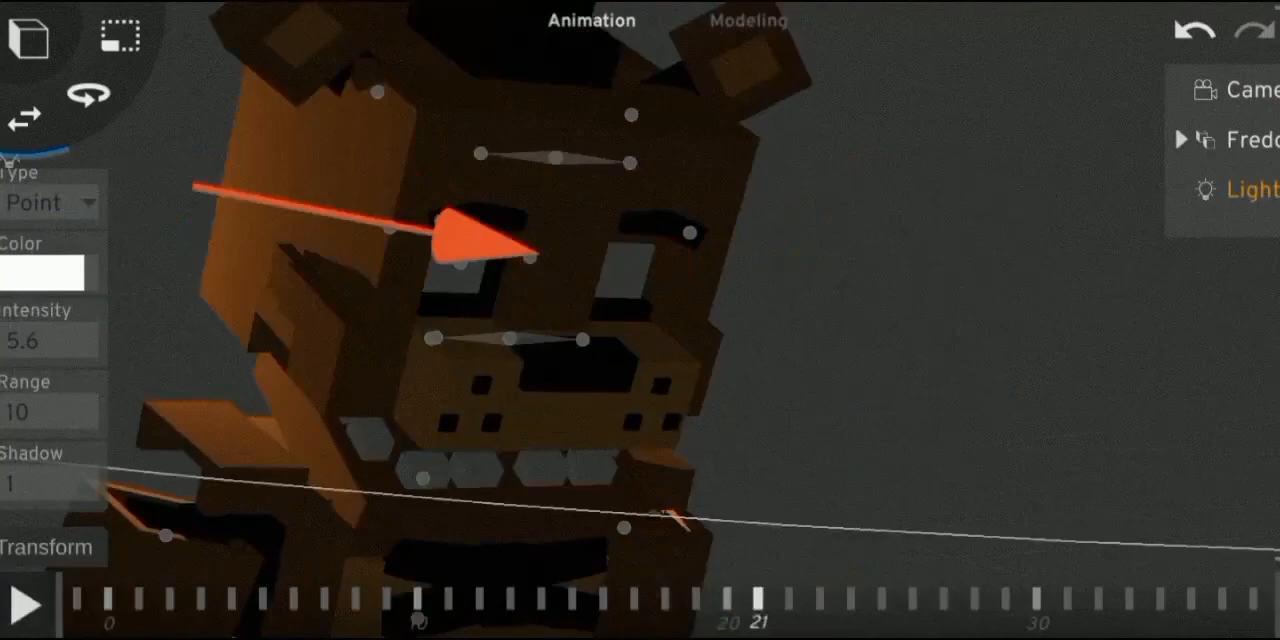 Animation
Modeling
Came
Fredd
Light
Type
Point
Color
Intensity
5.6
Range
10
Shadow
1
Transform
0
10
20
21
30